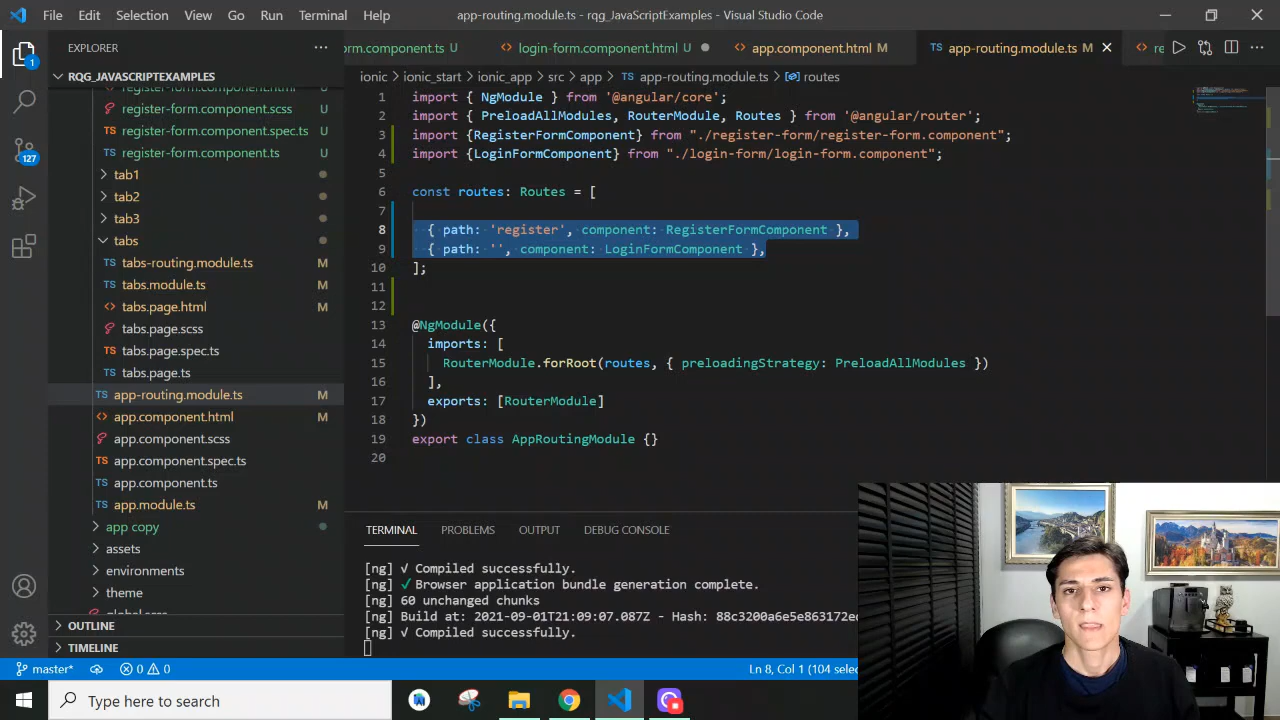 File Edit Selection View Go Run Terminal Help
app-routing.module.ts - rqg_JavaScriptExamples - Visual Studio Code
EXPLORER
RQG_JAVASCRIPTEXAMPLES
register-form.component.html
register-form.component.scss U
register-form.component.spec.ts U
register-form.component.ts U
tab1
tab2
tab3
tabs
tabs-routing.module.ts M
tabs.module.ts M
tabs.page.html M
tabs.page.scss
tabs.page.spec.ts
tabs.page.ts
TS app-routing.module.ts M
app.component.html M
app.component.scss
TS app.component.spec.ts
TS app.component.ts
TS app.module.ts M
app copy
assets
environments
theme
OUTLINE
TIMELINE
1
127
orm.component.ts U
login-form.component.html U
app.component.html M
TS app-routing.module.ts M
re
ionic > ionic_start > ionic_app > src > app > TS app-routing.module.ts > routes
1 import { NgModule } from '@angular/core';
2 import { PreloadAllModules, RouterModule, Routes } from '@angular/router';
3 import {RegisterFormComponent} from "./register-form/register-form.component";
4 import {LoginFormComponent} from "./login-form/login-form.component";
5
6 const routes: Routes = [
7
8 { path: 'register', component: RegisterFormComponent },
9 { path: '', component: LoginFormComponent },
10 ];
11
12
13 @NgModule({
14 imports: [
15 RouterModule.forRoot(routes, { preloadingStrategy: PreloadAllModules })
16 ],
17 exports: [RouterModule]
18 })
19 export class AppRoutingModule {}
20
TERMINAL PROBLEMS OUTPUT DEBUG CONSOLE
[ng] √ Compiled successfully.
[ng] √ Browser application bundle generation complete.
[ng] 60 unchanged chunks
[ng] Build at: 2021-09-01T21:09:07.087Z - Hash:
[ng] √ Compiled successfully.
master* 0 0
Ln 8, Col 1 (104
Type here to search